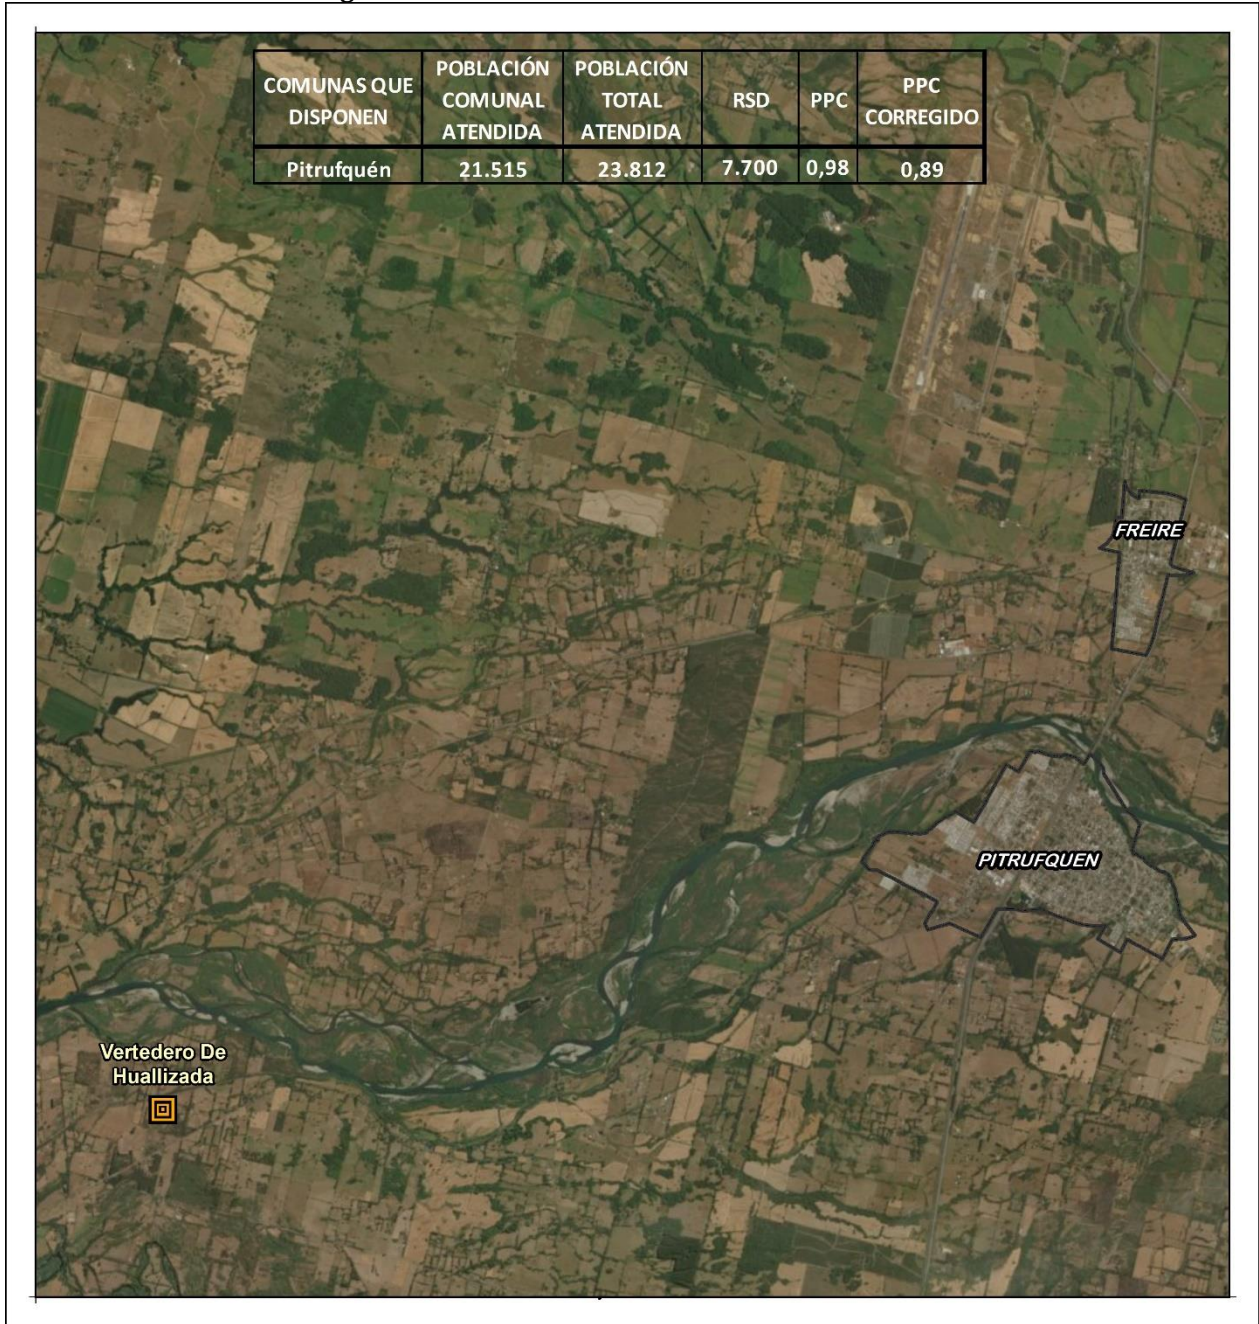 COMUNAS QUE DISPONEN
POBLACIÓN COMUNAL ATENDIDA
POBLACIÓN TOTAL ATENDIDA
RSD
PPC
PPC CORREGIDO
Pitrufquén
21.515
23.812
7.700
0,98
0,89
FREIRE
PITRUFQUEN
Vertedero De
Huallizada